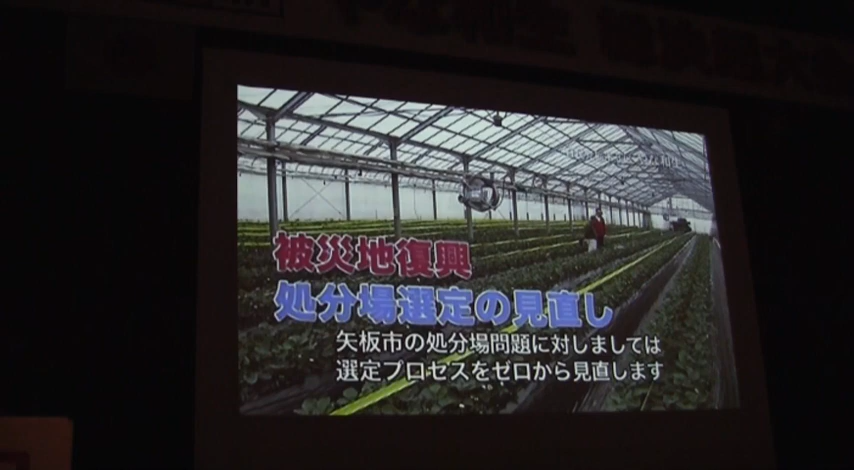 被災地復興
処分場選定の見直し
矢板市の処分場問題に対しましては
選定プロセスをゼロから見直します